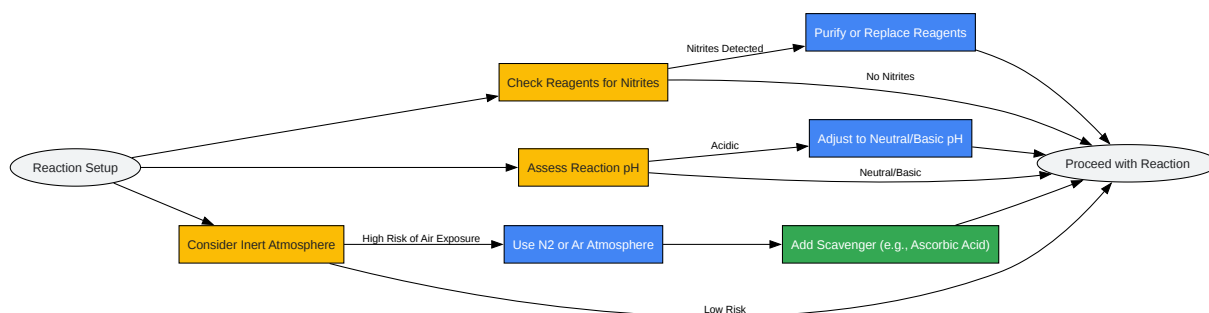 Purify or Replace Reagents
Nitrites Detected
No Nitrites
Check Reagents for Nitrites
Adjust to Neutral/Basic pH
Acidic
Reaction Setup
Assess Reaction pH
Neutral/Basic
Proceed with Reaction
Consider Inert Atmosphere
High Risk of Air Exposure
Use N2 or Ar Atmosphere
Add Scavenger (e.g., Ascorbic Acid)
Low Risk